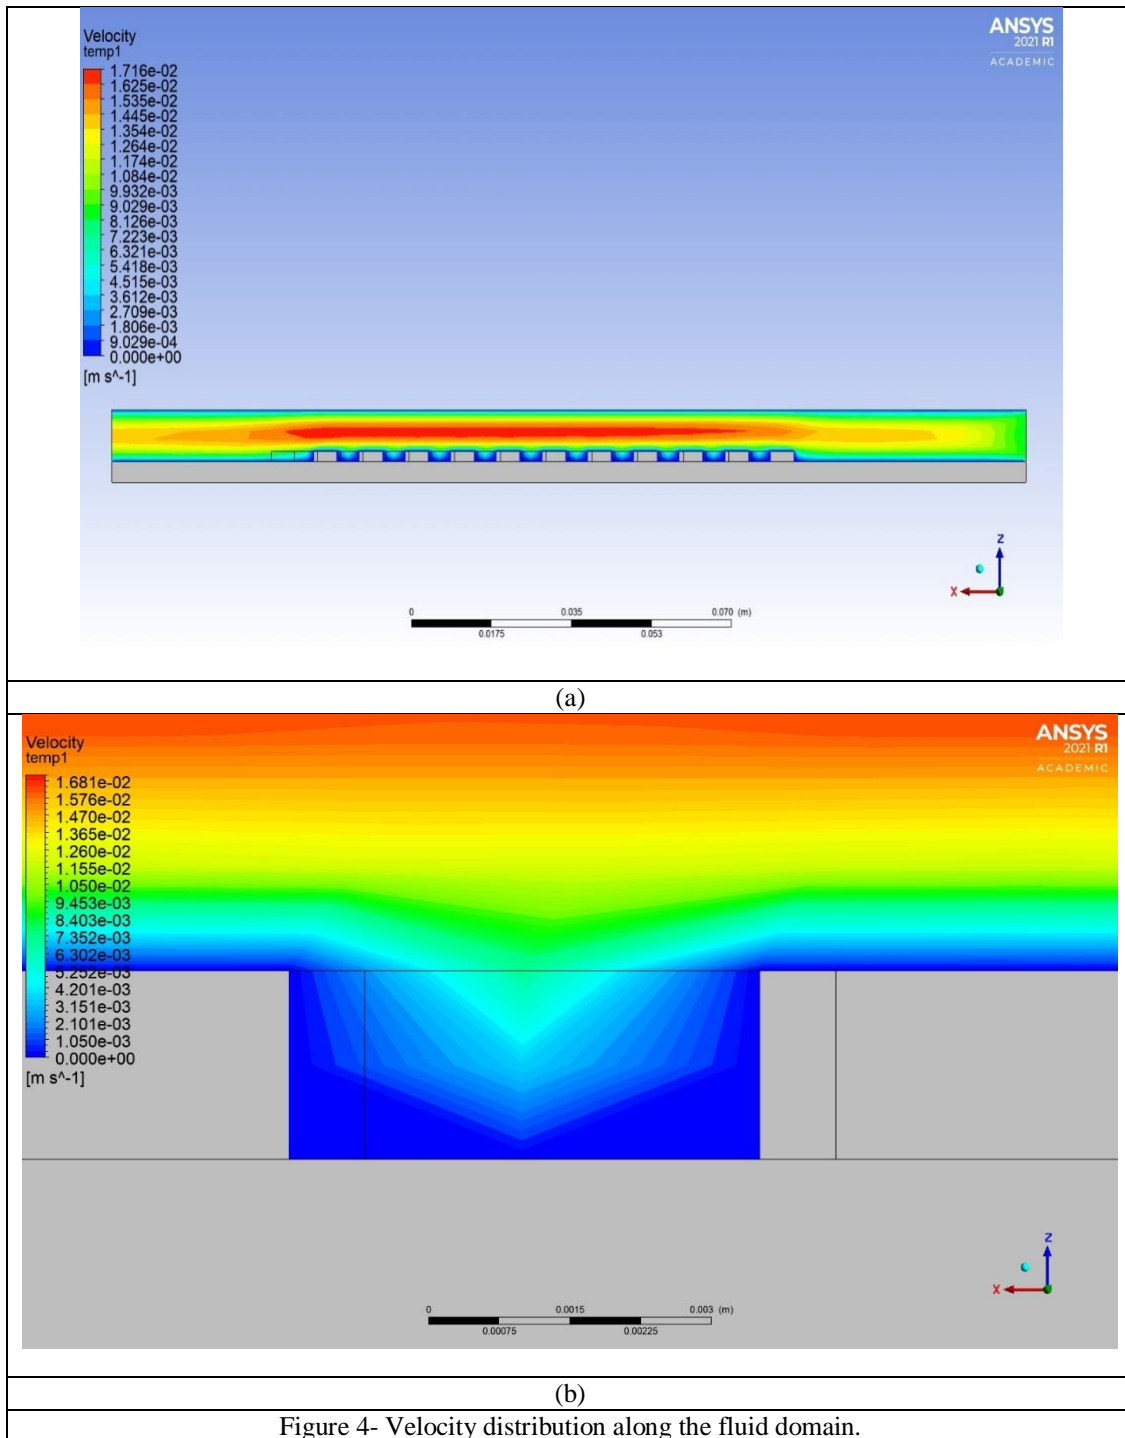 Velocity
temp1
1.716e-02
1.625e-02
1.535e-02
1.445e-02
1.354e-02
1.264e-02
1.174e-02
1.084e-02
9.932e-03
9.029e-03
8.126e-03
7.223e-03
6.321e-03
5.418e-03
4.515e-03
3.612e-03
2.709e-03
1.806e-03
9.029e-04
0.000e+00
[m s^-1]
ANSYS
2021 R1
ACADEMIC
Z
X
0 0.035 0.070 (m)
0.0175 0.053
(a)
Velocity
temp1
1.681e-02
1.576e-02
1.470e-02
1.365e-02
1.260e-02
1.155e-02
1.050e-02
9.453e-03
8.403e-03
7.352e-03
6.302e-03
5.252e-03
4.201e-03
3.151e-03
2.101e-03
1.050e-03
0.000e+00
[m s^-1]
ANSYS
2021 R1
ACADEMIC
Z
X
0 0.0015 0.003 (m)
0.00075 0.00225
(b)
Figure 4- Velocity distribution along the fluid domain.